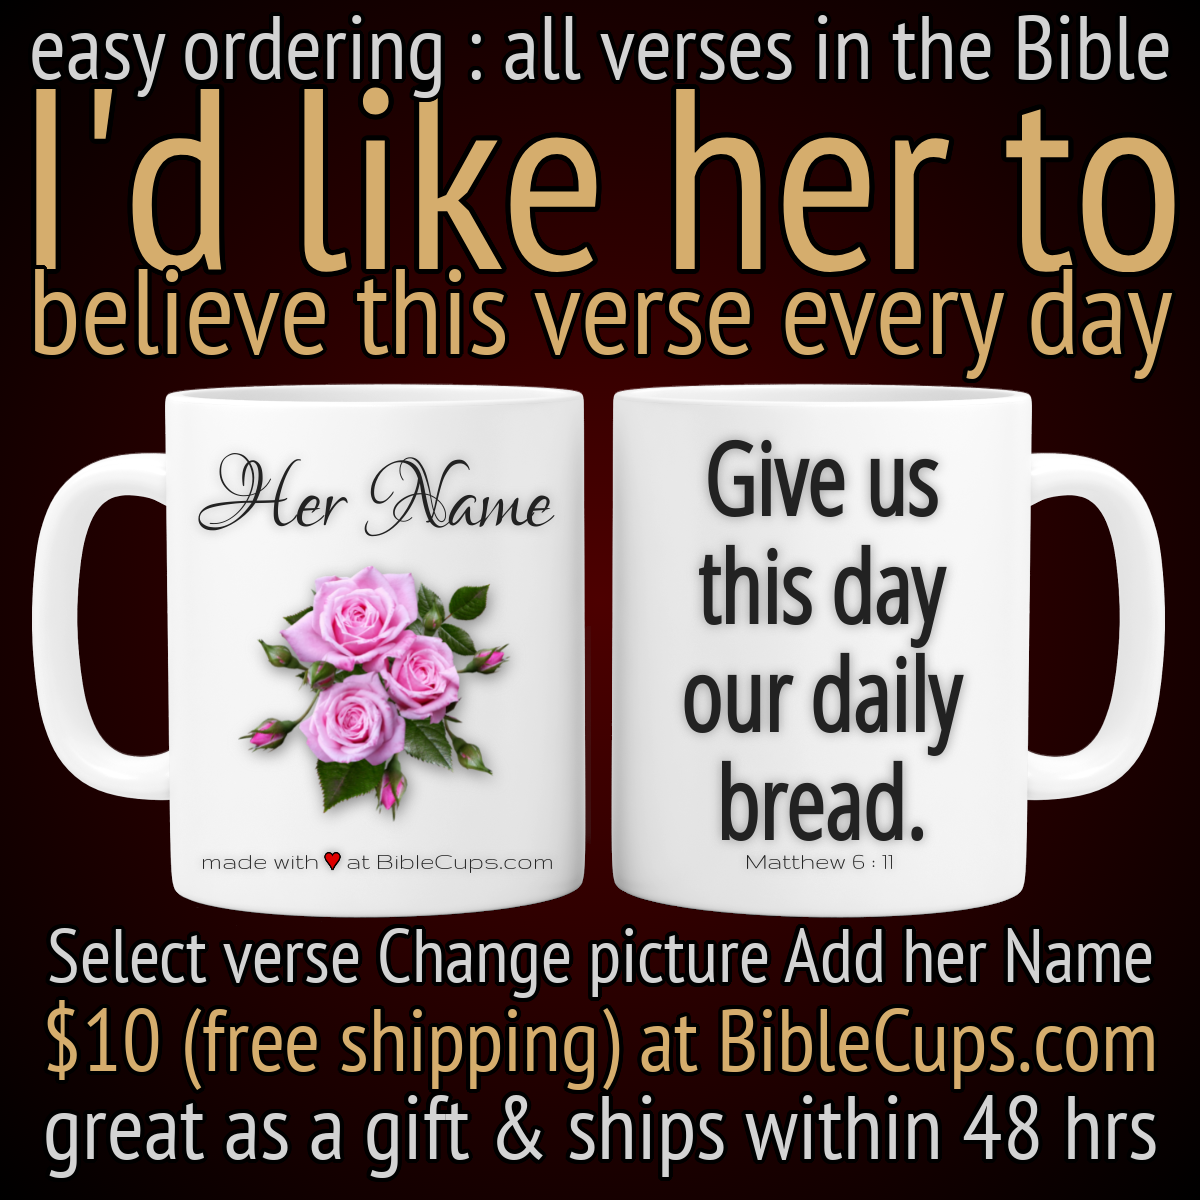 easy ordering : all verses in the Bible
I'd like her to
believe this verse every day
Her Name
made with ♥ at BibleCups.com
Give us
this day
our daily
bread.
Matthew 6 : 11
Select verse Change picture Add her Name
$10 (free shipping) at BibleCups.com
great as a gift & ships within 48 hrs